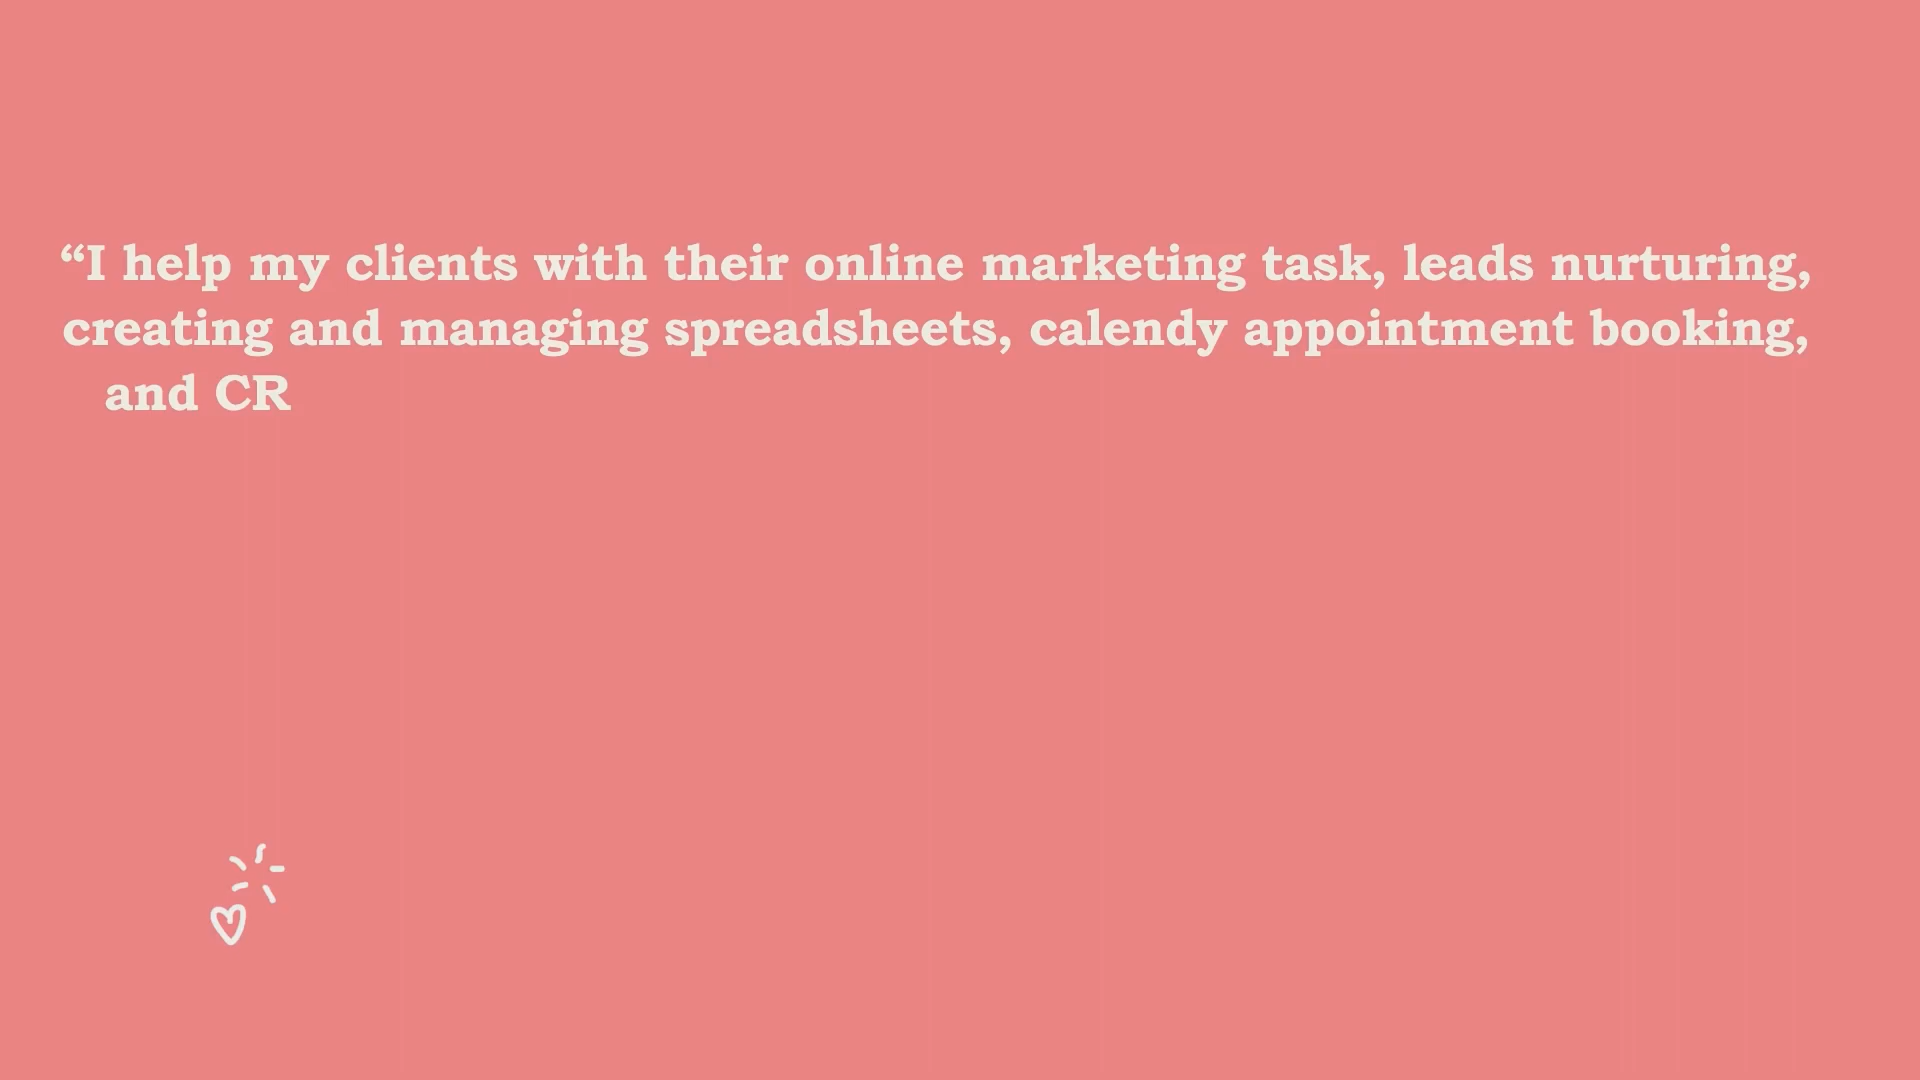 “I help my clients with their online marketing task, leads nurturing,
creating and managing spreadsheets, calendy appointment booking,
and CR